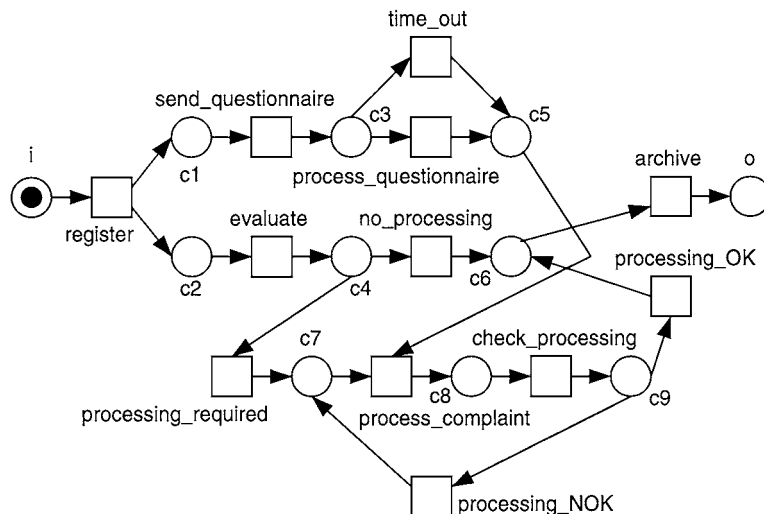 time_out
send_questionnaire
c3
c5
i
c1
process_questionnaire
archive
o
register
evaluate
no_processing
c2
c4
c6
processing_OK
c7
check_processing
processing_required
c8
process_complaint
c9
processing_NOK